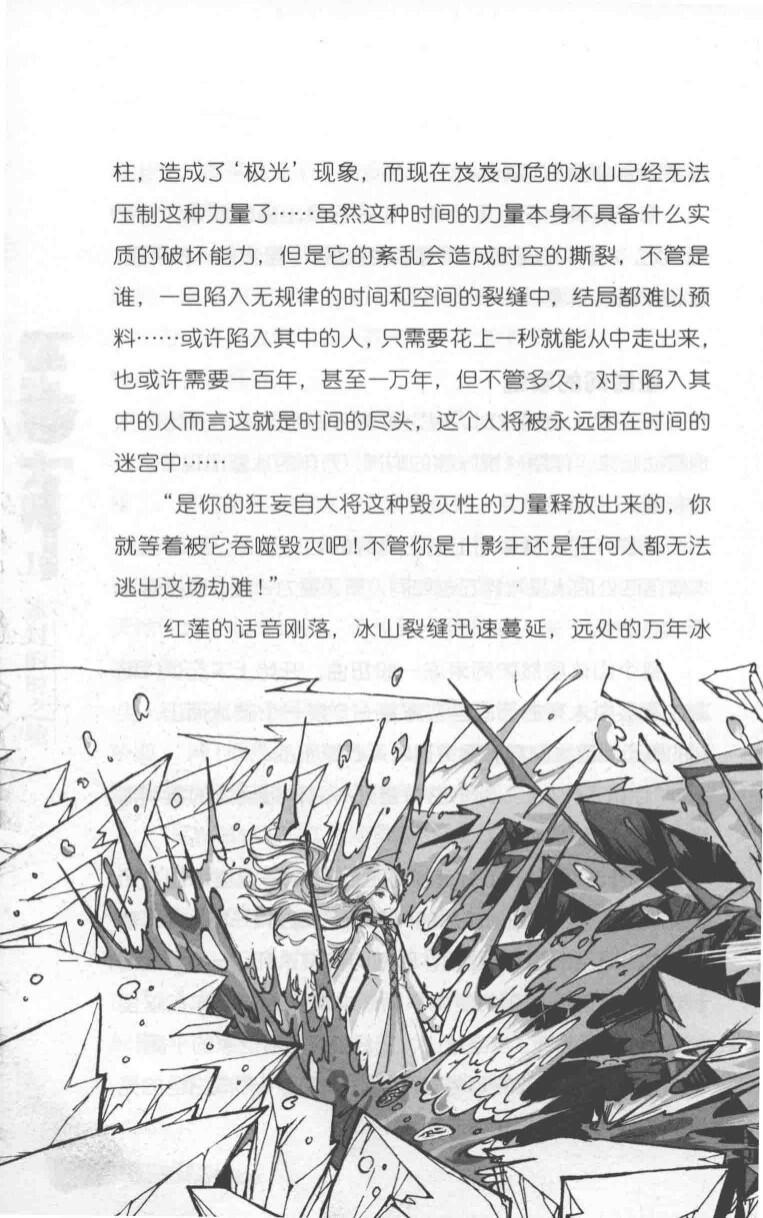 柱，造成了‘极光’现象，而现在岌岌可危的冰山已经无法
压制这种力量了……虽然这种时间的力量本身不具备什么实
质的破坏能力，但是它的紊乱会造成时空的撕裂，不管是
谁，一旦陷入无规律的时间和空间的裂缝中，结局都难以预
料……或许陷入其中的人，只需要花上一秒就能从中走出来，
也或许需要一百年，甚至一万年，但不管多久，对于陷入其
中的人而言这就是时间的尽头，这个人将被永远困在时间的
迷宫中……
“是你的狂妄自大将这种毁灭性的力量释放出来的，你
就等着被它吞噬毁灭吧！不管你是十影王还是任何人都无法
逃出这场劫难！”
红莲的话音刚落，冰山裂缝迅速蔓延，远处的万年冰